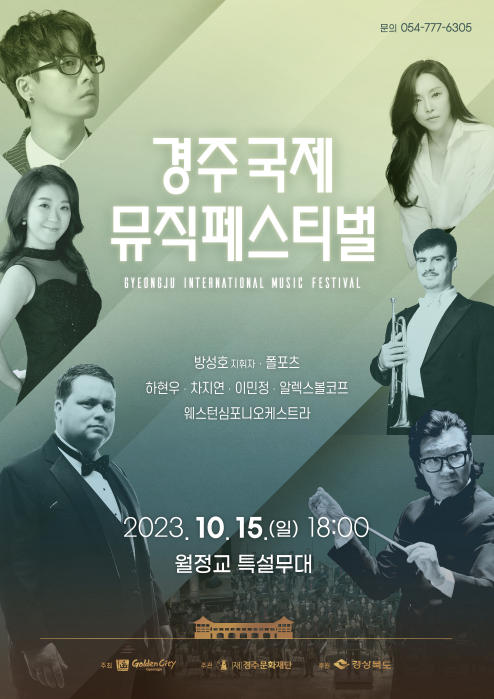 문의 054-777-6305
경주 국제
뮤직페스티벌
GYEONGJU INTERNATIONAL MUSIC FESTIVAL
방성호 지휘자 · 폴포츠
하현우 · 차지연 · 이민정 · 알렉스볼코프
웨스턴심포니오케스트라
2023. 10. 15.(일) 18:00
월정교 특설무대
주최 Golden City 주관 (재)경주문화재단 후원 경상북도